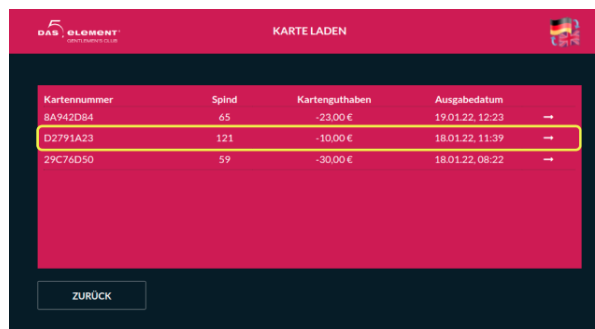 DAS 5 ELEMENT
GENTLEMEN'S CLUB
KARTE LADEN
Kartennummer Spind Kartenguthaben Ausgabedatum
8A942D84 65 -23,00 € 19.01.22, 12:23 →
D2791A23 121 -10,00 € 18.01.22, 11:39 →
29C76D50 59 -30,00 € 18.01.22, 08:22 →
ZURÜCK